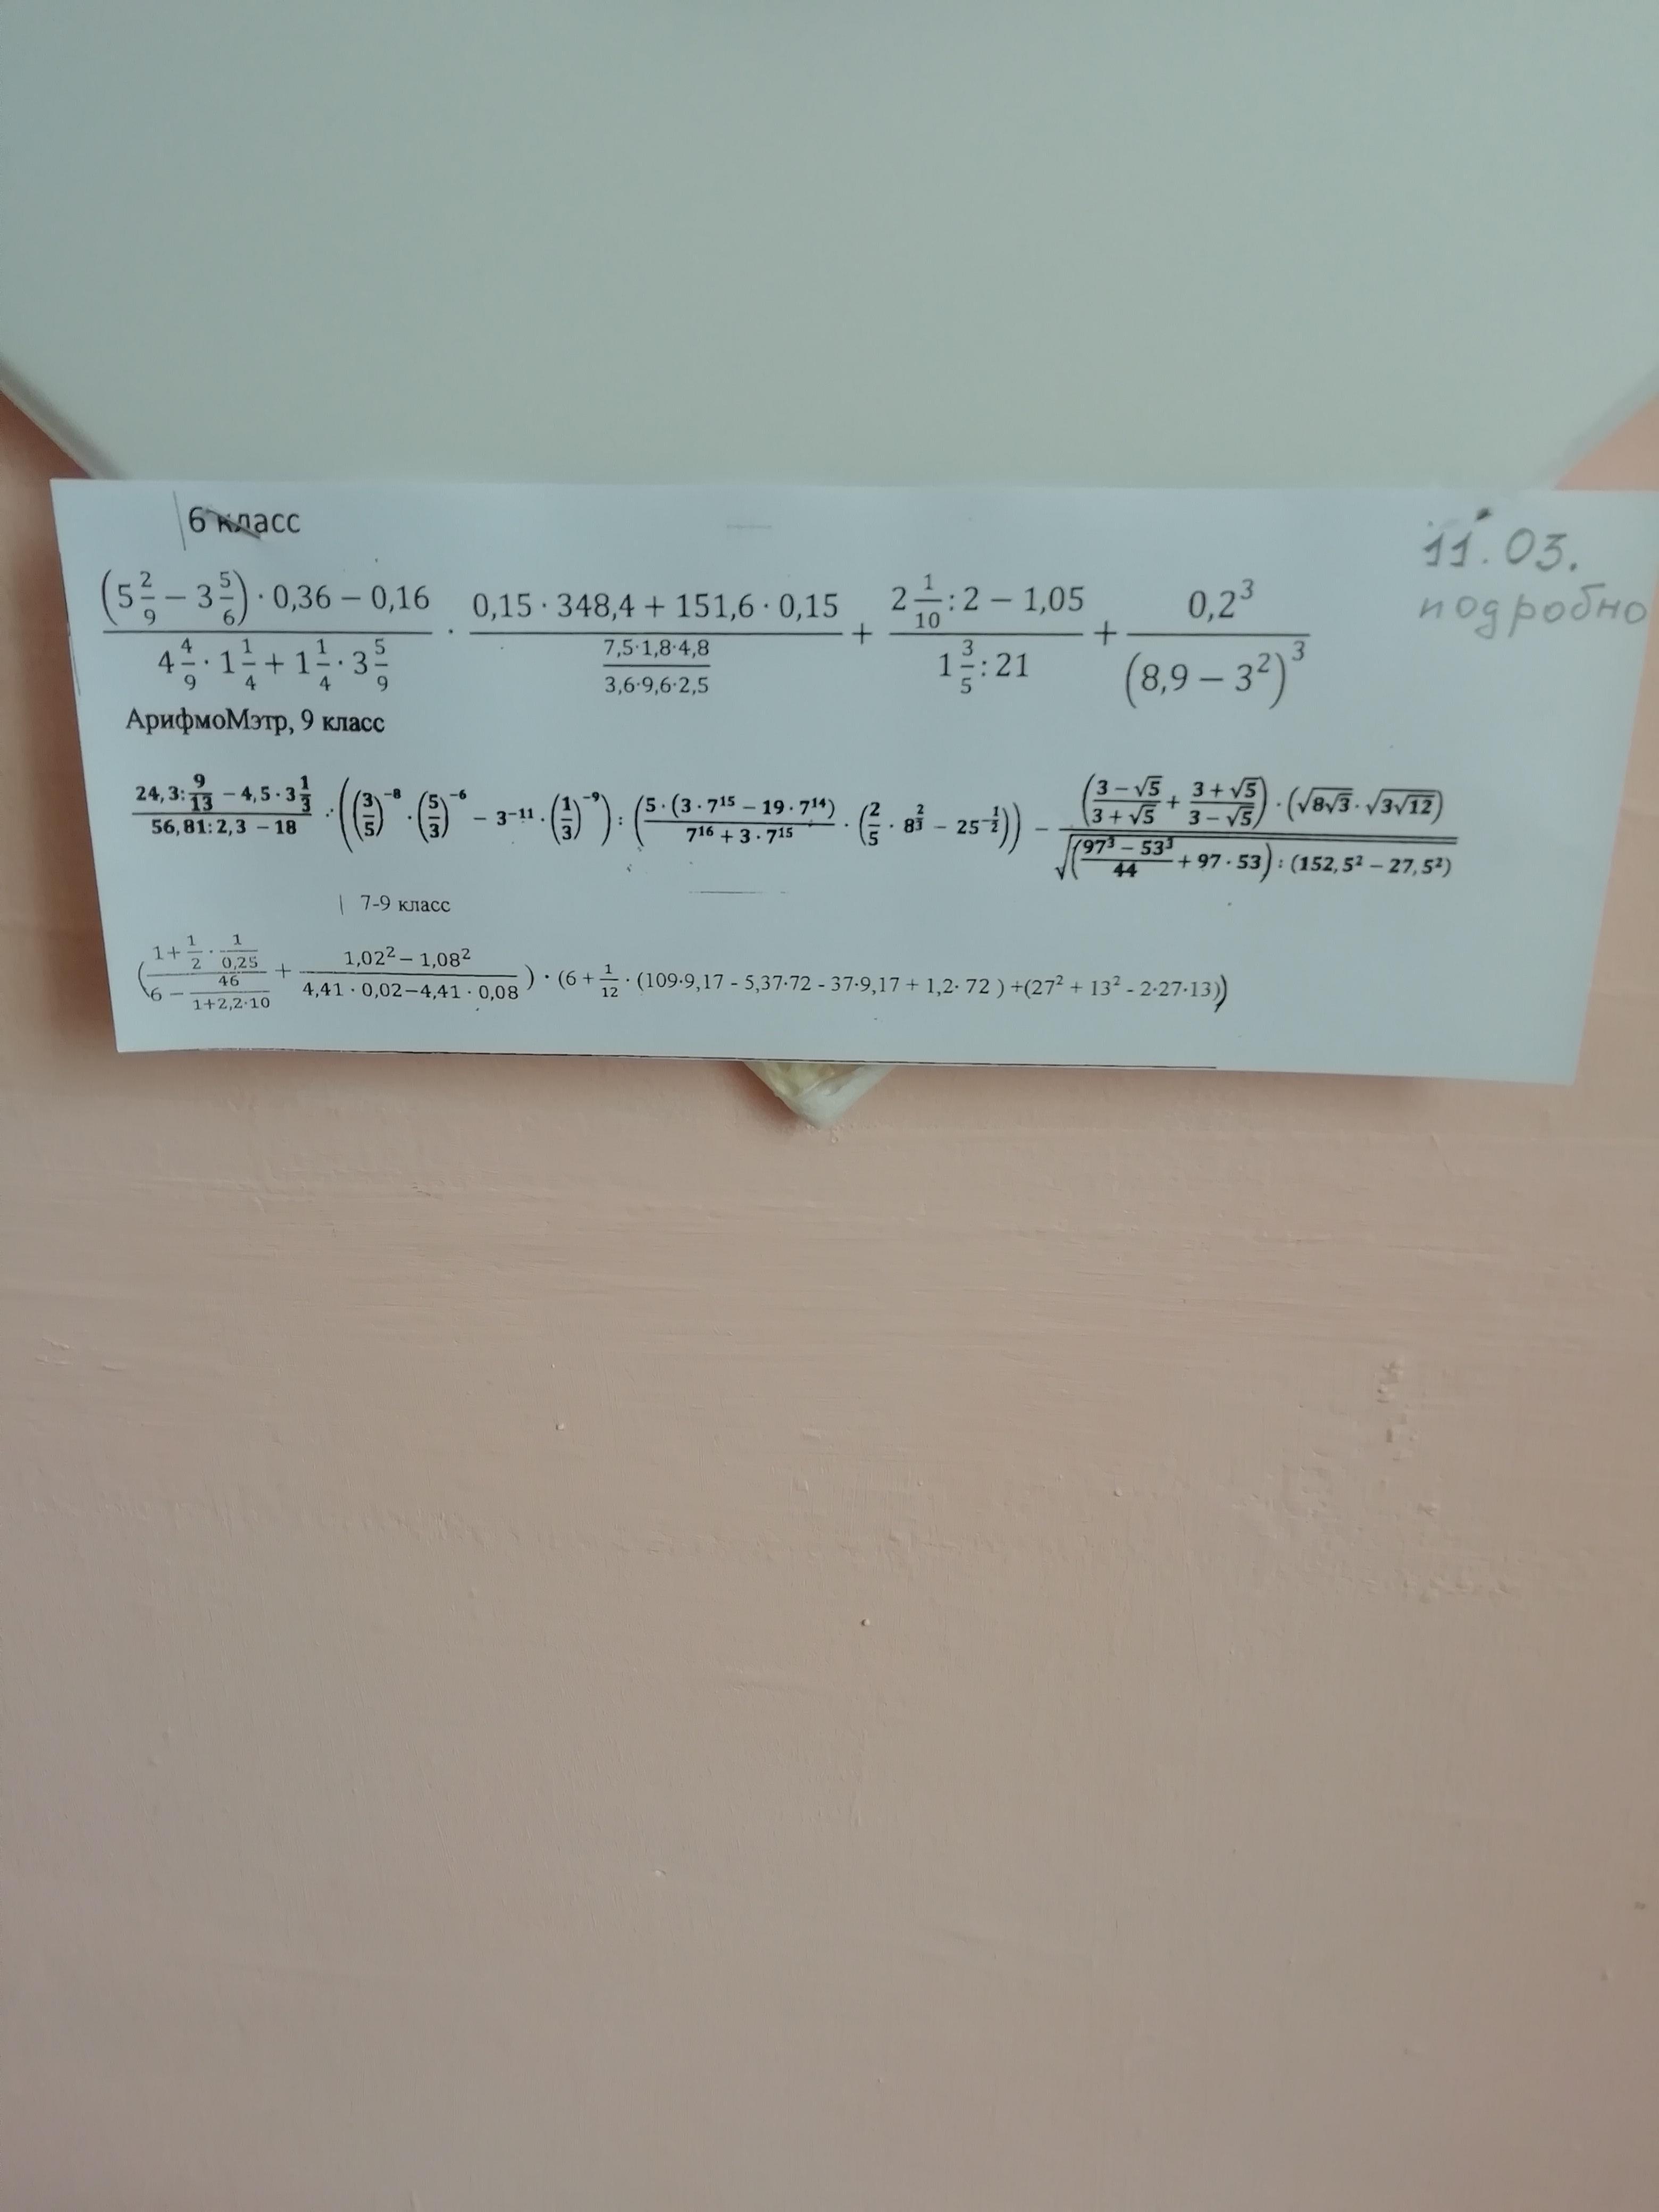 6 класс
11.03.
подробно
(5 2/9 − 3 5/6) · 0,36 − 0,16 / 4 4/9 · 1 1/4 + 1 1/4 · 3 5/9 · 0,15 · 348,4 + 151,6 · 0,15 / 7,5·1,8·4,8 / 3,6·9,6·2,5 + 2 1/10 : 2 − 1,05 / 1 3/5 : 21 + 0,2³ / (8,9 − 3²)³
АрифмоМэтр, 9 класс
24,3: 9/13 − 4,5 · 3 1/3 / 56,81: 2,3 − 18 : ((3/5)⁻⁸ · (5/3)⁻⁶ − 3⁻¹¹ · (1/3)⁻⁹) : (5 · (3 · 7¹⁵ − 19 · 7¹⁴) / 7¹⁶ + 3 · 7¹⁵ · (2/5 · 8^(2/3) − 25^(−1/2))) − (3 − √5 / 3 + √5 + 3 + √5 / 3 − √5) · (√8√3 · √3√12) / √(97³ − 53³ / 44 + 97 · 53) : (152,5² − 27,5²)
7-9 класс
(1 + 1/2 · 1/0,25 / 6 − 46 / 1+2,2·10 + 1,02² − 1,08² / 4,41 · 0,02−4,41 · 0,08) · (6 + 1/12 · (109·9,17 - 5,37·72 - 37·9,17 + 1,2· 72 ) +(27² + 13² - 2·27·13))